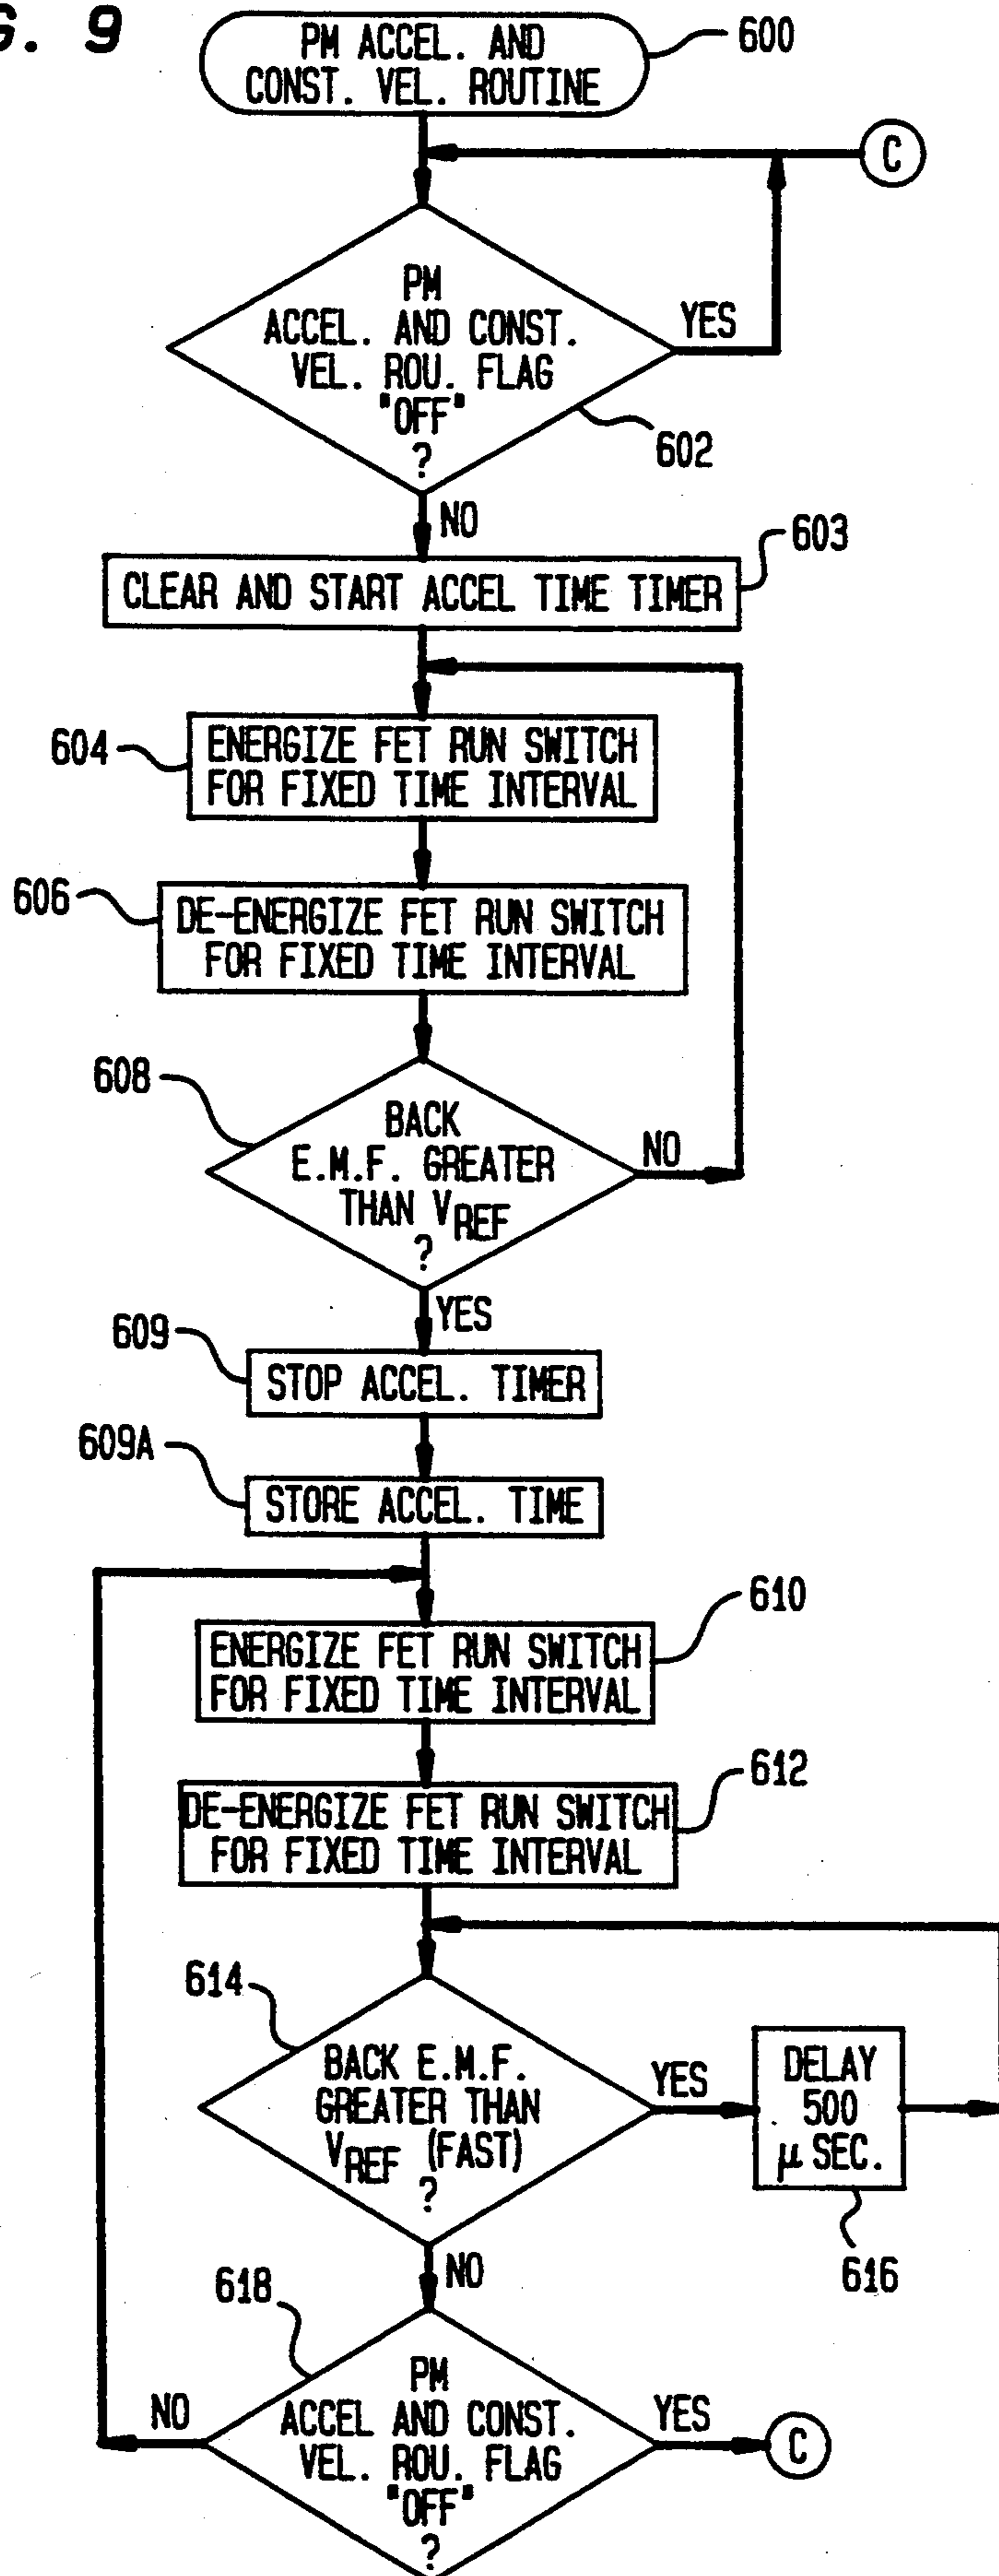 G. 9
PM ACCEL. AND
CONST. VEL. ROUTINE
600
C
PM
ACCEL. AND CONST.
VEL. ROU. FLAG
"OFF"
?
YES
602
NO
603
CLEAR AND START ACCEL TIME TIMER
604
ENERGIZE FET RUN SWITCH
FOR FIXED TIME INTERVAL
606
DE-ENERGIZE FET RUN SWITCH
FOR FIXED TIME INTERVAL
608
BACK
E.M.F. GREATER
THAN VREF
?
NO
YES
609
STOP ACCEL. TIMER
609A
STORE ACCEL. TIME
610
ENERGIZE FET RUN SWITCH
FOR FIXED TIME INTERVAL
612
DE-ENERGIZE FET RUN SWITCH
FOR FIXED TIME INTERVAL
614
BACK E.M.F.
GREATER THAN
VREF (FAST)
?
YES
DELAY
500
μ SEC.
616
NO
618
PM
ACCEL AND CONST.
VEL. ROU. FLAG
"OFF"
?
NO
YES
C